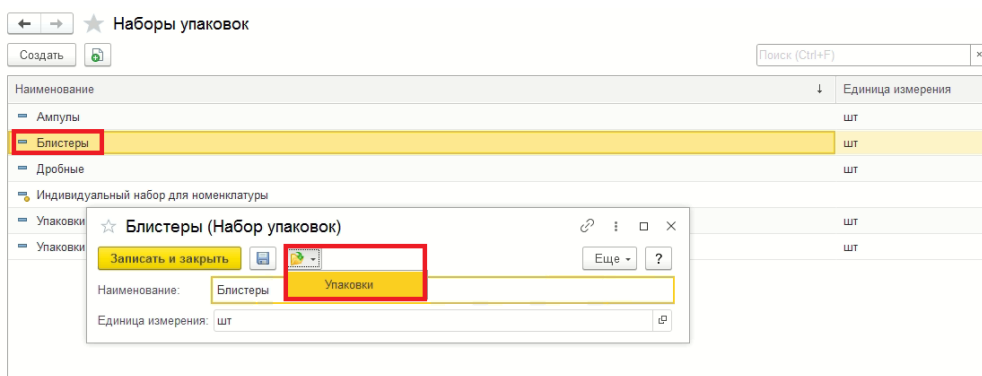 Наборы упаковок
Создать
Поиск (Ctrl+F)
×
Наименование ↓ Единица измерения
Ампулы шт
Блистеры шт
Дробные шт
Индивидуальный набор для номенклатуры
Упаковки шт
Упаковки шт
Блистеры (Набор упаковок)
Записать и закрыть
Еще
?
Упаковки
Наименование: Блистеры
Единица измерения: шт